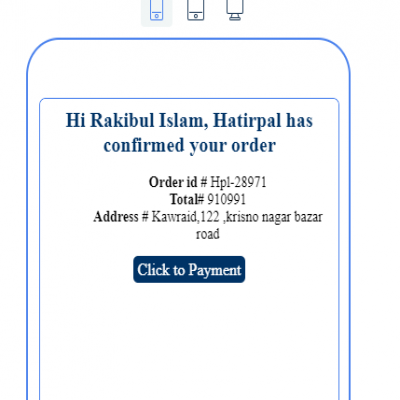 Hi Rakibul Islam, Hatirpal has
confirmed your order
Order id # Hpl-28971
Total# 910991
Address # Kawraid,122 ,krisno nagar bazar
road
Click to Payment